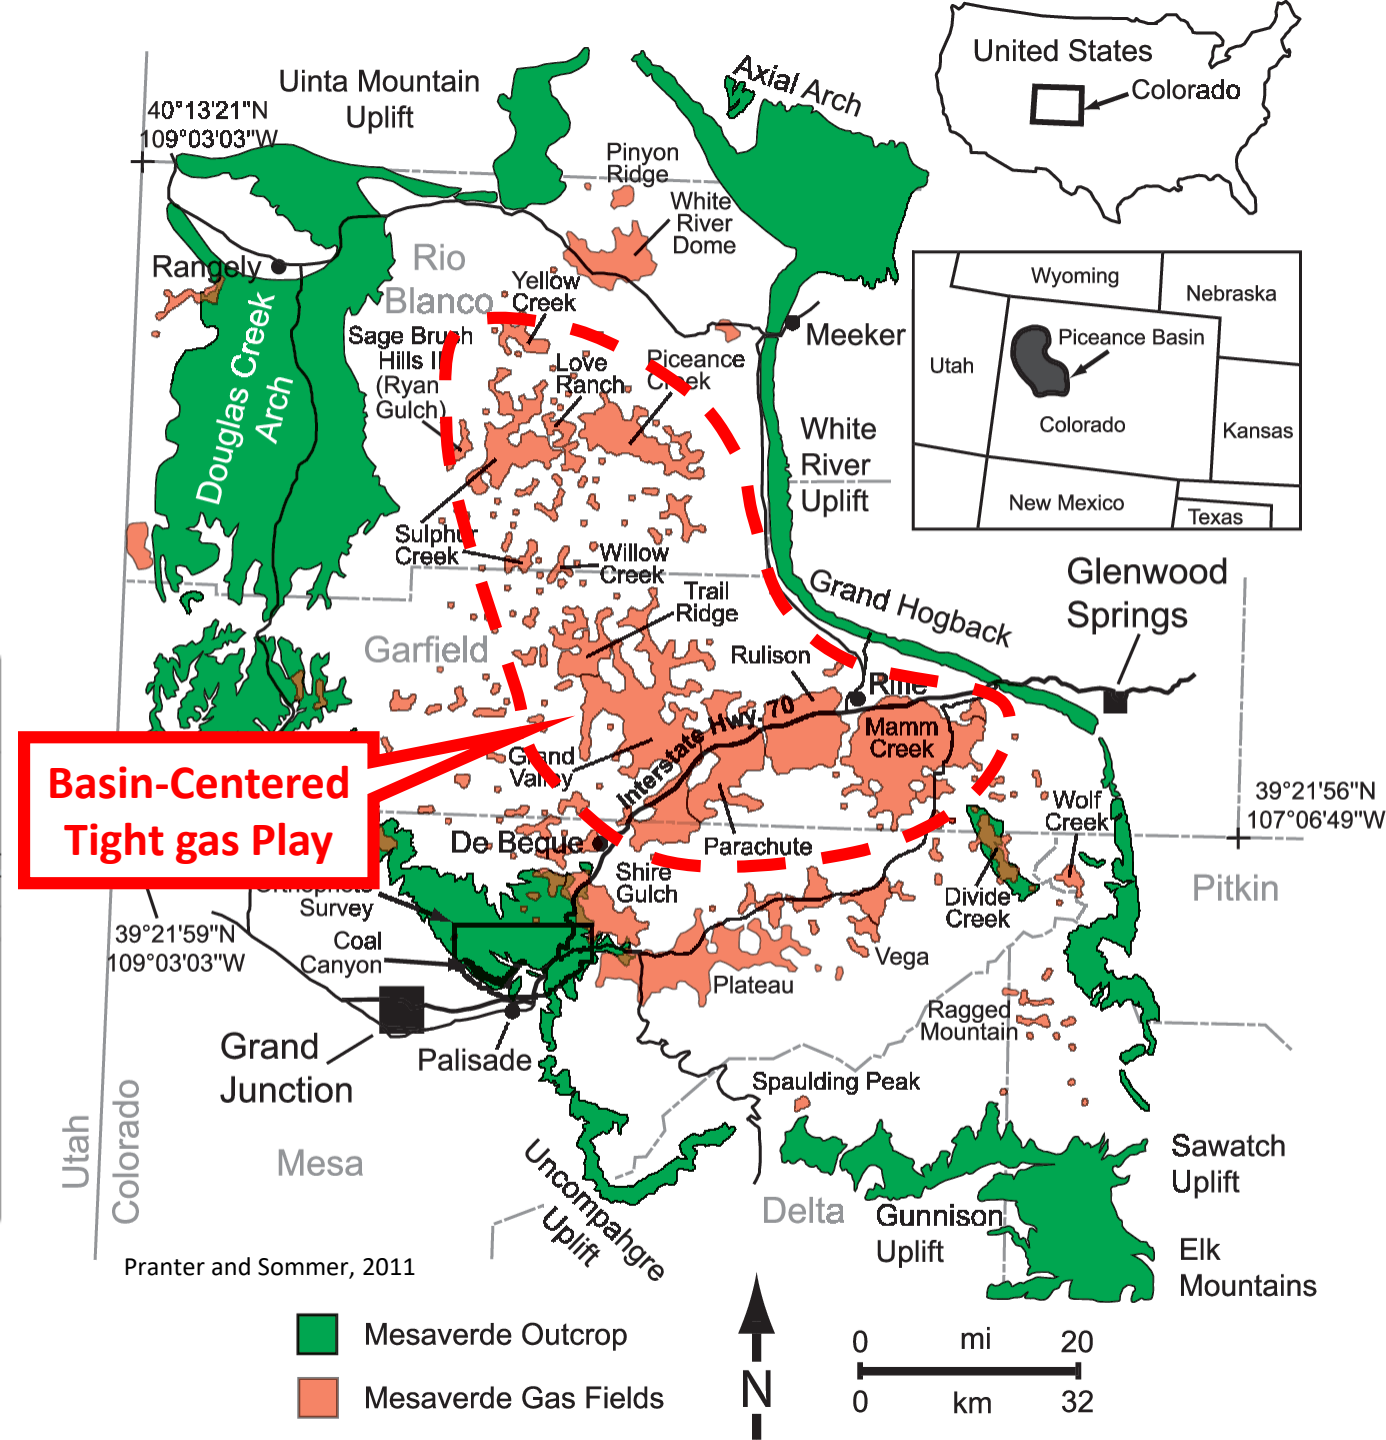 United States
Colorado
Uinta Mountain
Uplift
Axial Arch
40°13'21"N
109°03'03"W
Pinyon
Ridge
White
River
Dome
Rangely
Rio
Blanco
Yellow
Creek
Wyoming
Nebraska
Utah
Piceance Basin
Colorado
Kansas
New Mexico
Texas
Meeker
Sage Brush
Hills II
(Ryan
Gulch)
Love
Ranch
Piceance
Creek
Douglas Creek
Arch
White
River
Uplift
Sulphur
Creek
Willow
Creek
Trail
Ridge
Grand Hogback
Glenwood
Springs
Garfield
Rulison
Rifle
Interstate Hwy. 70
Mamm
Creek
Grand
Valley
Basin-Centered
Tight gas Play
Wolf
Creek
39°21'56"N
107°06'49"W
De Beque
Parachute
Shire
Gulch
Divide
Creek
Pitkin
Survey
39°21'59"N
109°03'03"W
Coal
Canyon
Vega
Plateau
Ragged
Mountain
Grand
Junction
Palisade
Spaulding Peak
Utah
Colorado
Mesa
Uncompahgre
Uplift
Delta
Gunnison
Uplift
Sawatch
Uplift
Elk
Mountains
Pranter and Sommer, 2011
Mesaverde Outcrop
Mesaverde Gas Fields
N
0 mi 20
0 km 32